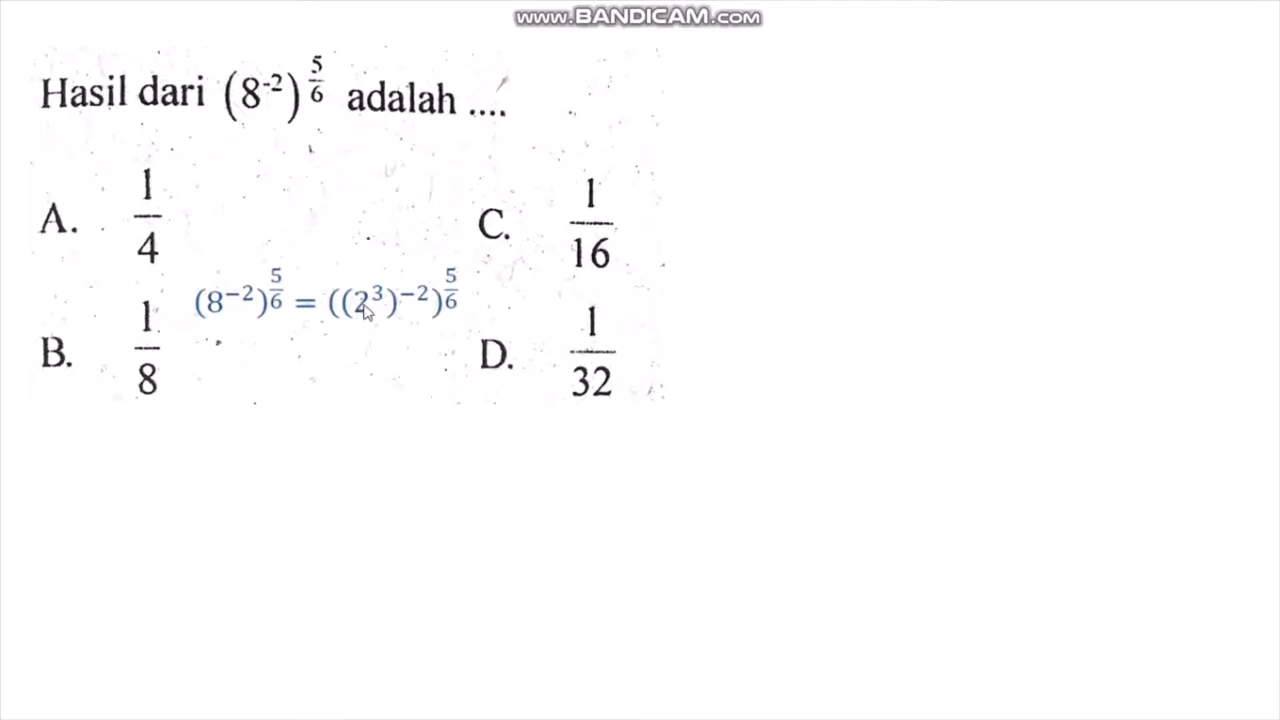 www.BANDICAM.com
Hasil dari (8⁻²)^(5/6) adalah ....
A. 1/4
B. 1/8
C. 1/16
D. 1/32
(8⁻²)^(5/6) = ((2³)⁻²)^(5/6)